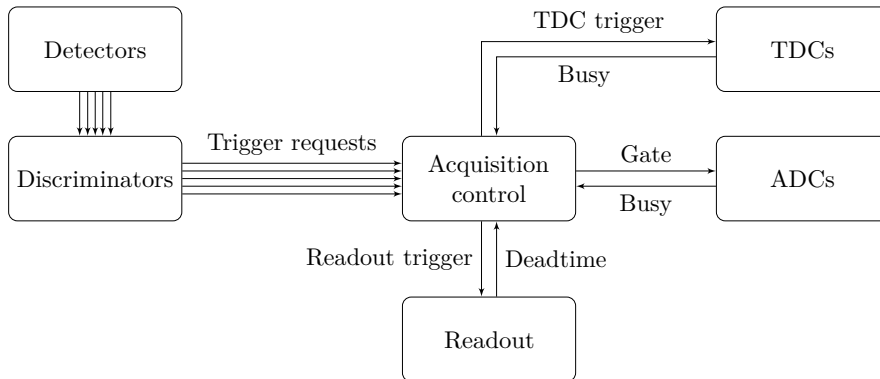 Detectors
TDC trigger
TDCs
Busy
Discriminators
Trigger requests
Acquisition
control
Gate
ADCs
Busy
Readout trigger
Deadtime
Readout